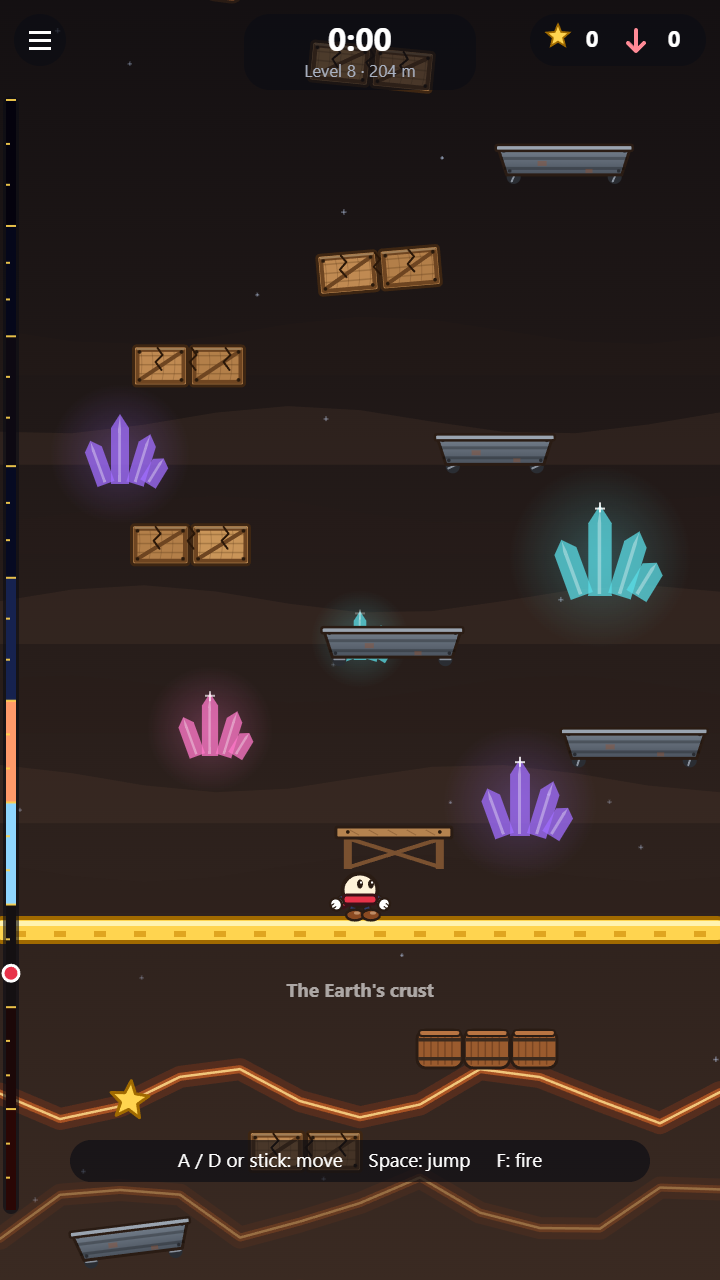 0:00
Level 8 · 204 m
0
0
The Earth's crust
A / D or stick: move Space: jump F: fire